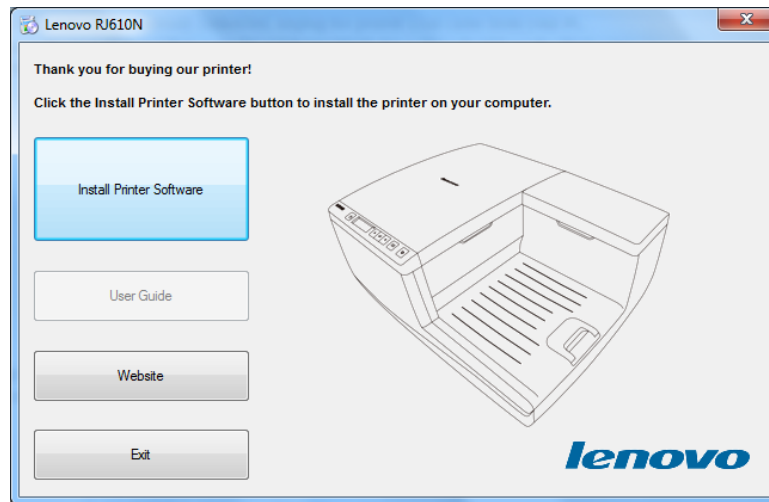 Lenovo RJ610N
Thank you for buying our printer!
Click the Install Printer Software button to install the printer on your computer.
Install Printer Software
User Guide
Website
Exit
lenovo